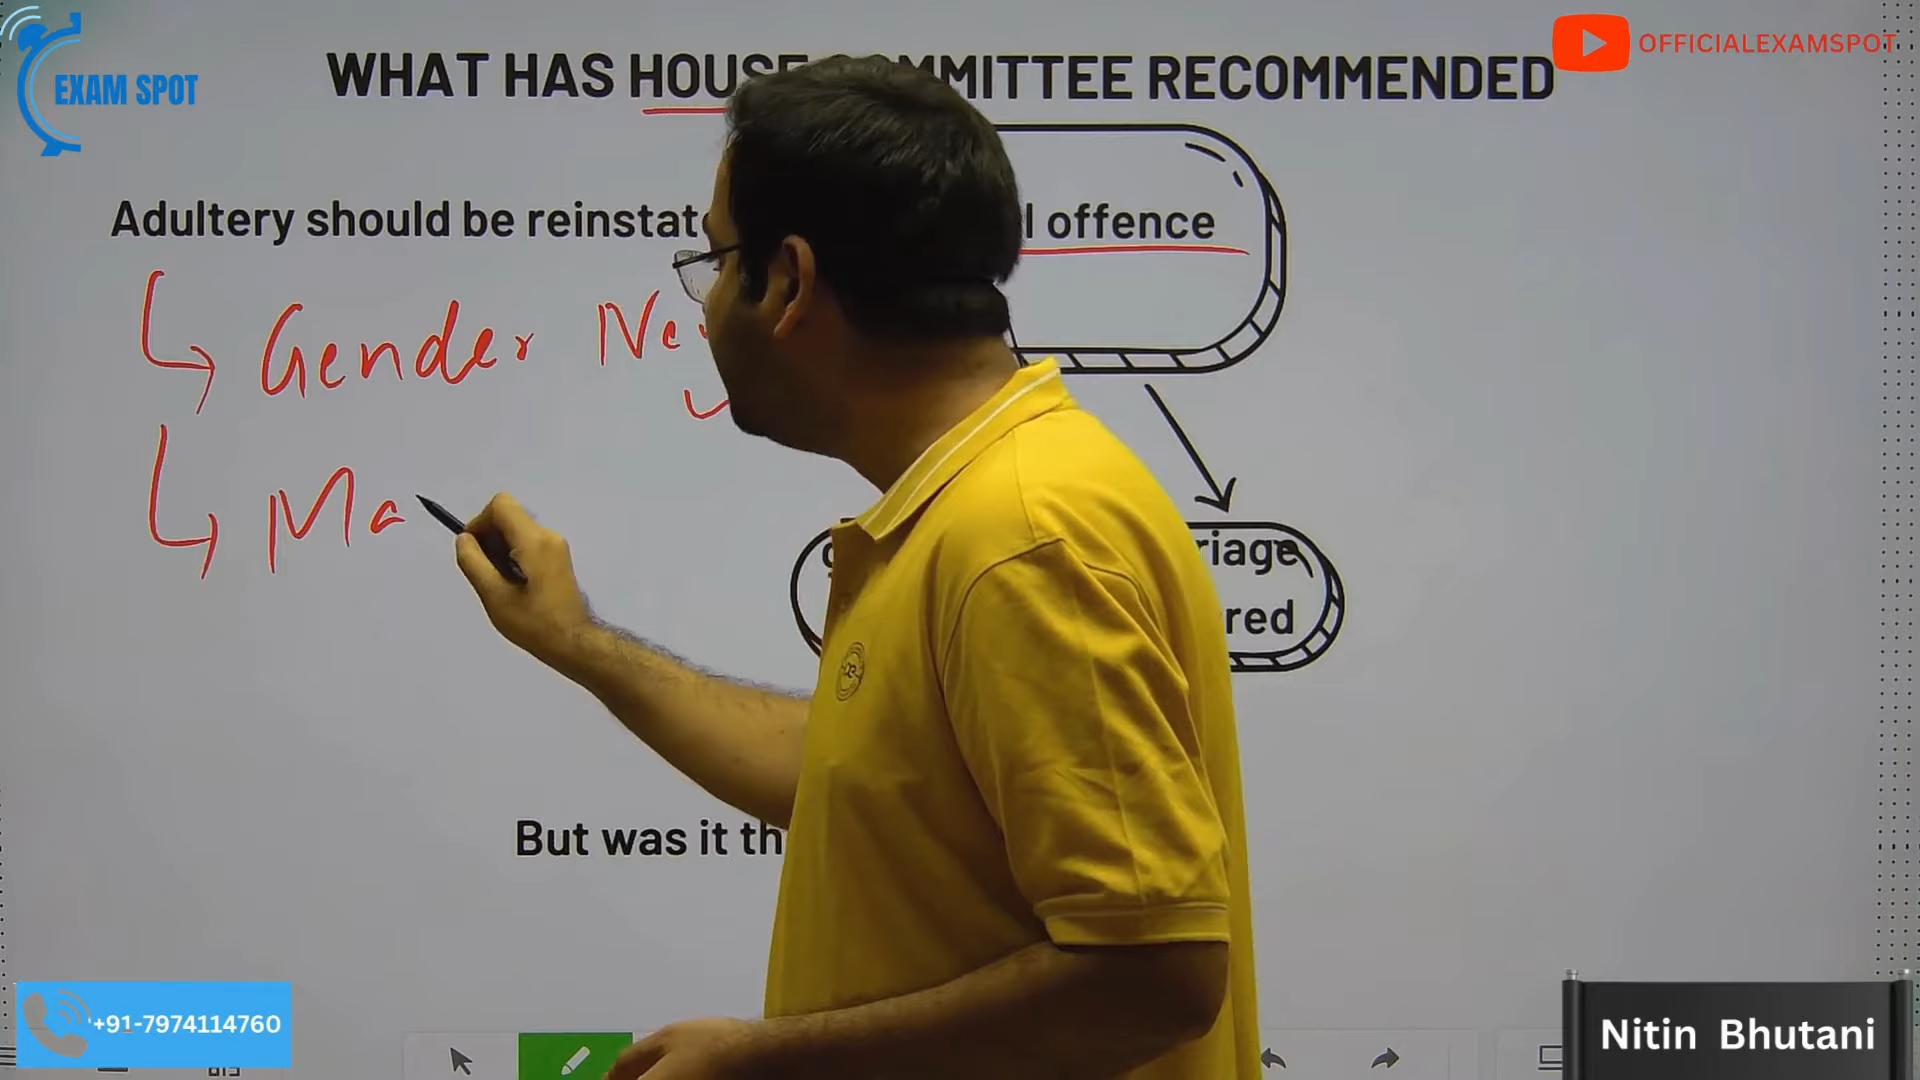 EXAM SPOT
OFFICIALEXAMSPOT
WHAT HAS HOUSE COMMITTEE RECOMMENDED
Adultery should be reinstat
offence
Gender Ne
Ma
riage
red
But was it th
+91-7974114760
Nitin Bhutani